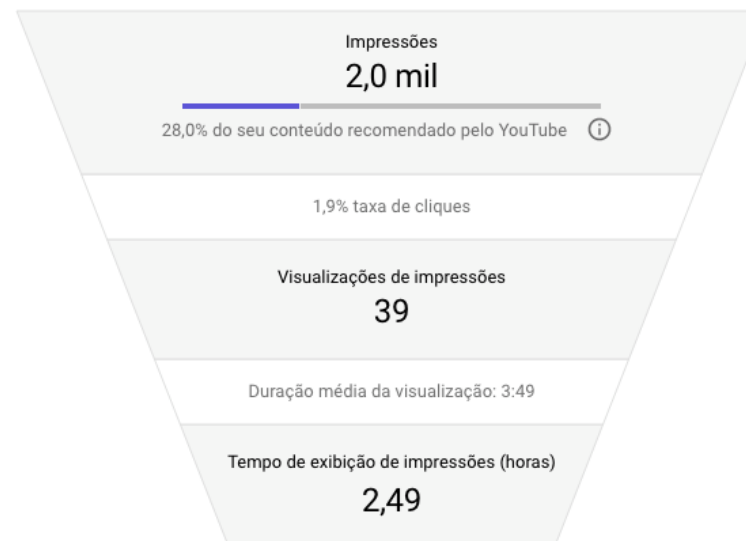 Impressões
2,0 mil
28,0% do seu conteúdo recomendado pelo YouTube
1,9% taxa de cliques
Visualizações de impressões
39
Duração média da visualização: 3:49
Tempo de exibição de impressões (horas)
2,49